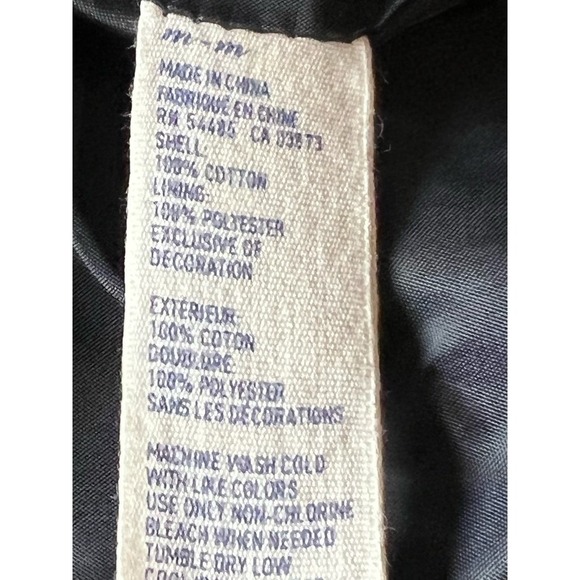 m-m
MADE IN CHINA
FABRIQUE EN CHINE
RN 54485 CA 03873
SHELL:
100% COTTON
LINING:
100% POLYESTER
EXCLUSIVE OF
DECORATION
EXTERIEUR:
100% COTON
DOUBLURE:
100% POLYESTER
SANS LES DECORATIONS
MACHINE WASH COLD
WITH LIKE COLORS
USE ONLY NON-CHLORINE
BLEACH WHEN NEEDED
TUMBLE DRY LOW